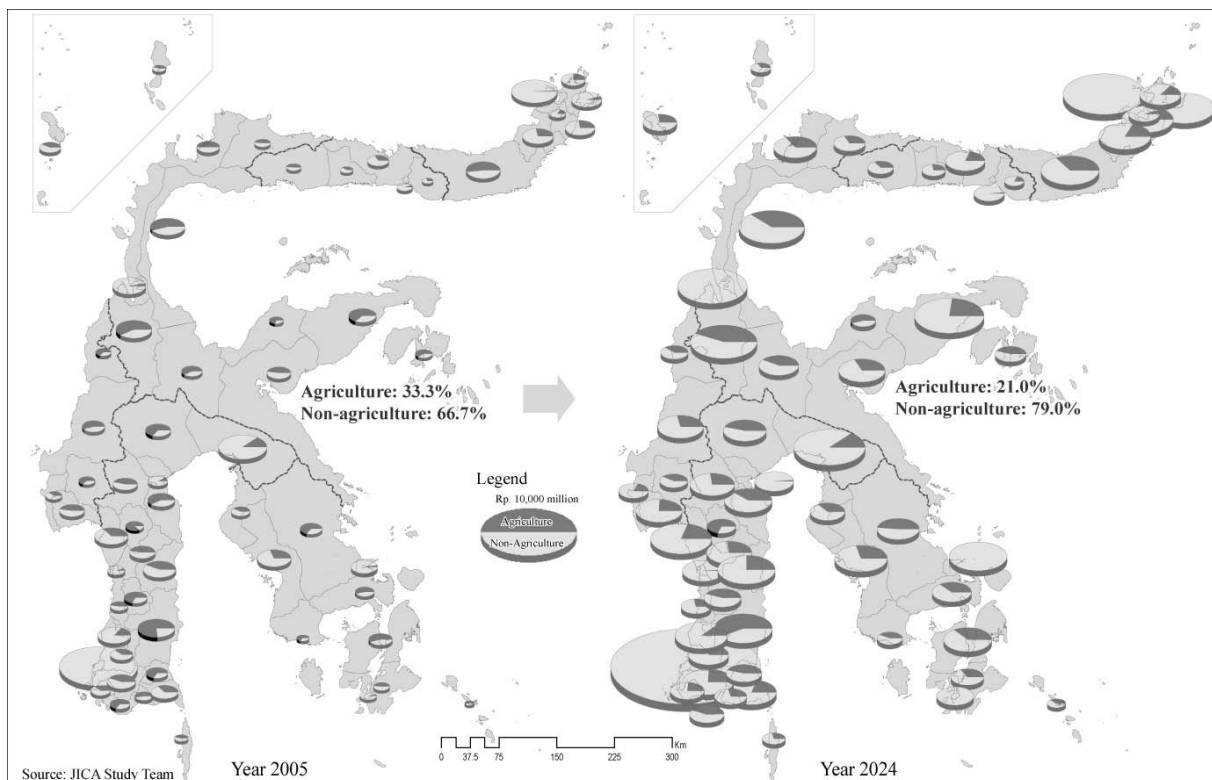 Agriculture: 33.3%
Non-agriculture: 66.7%
Agriculture: 21.0%
Non-agriculture: 79.0%
Legend
Rp. 10,000 million
Agriculture
Non-Agriculture
Km
0 37.5 75 150 225 300
Source: JICA Study Team
Year 2005
Year 2024